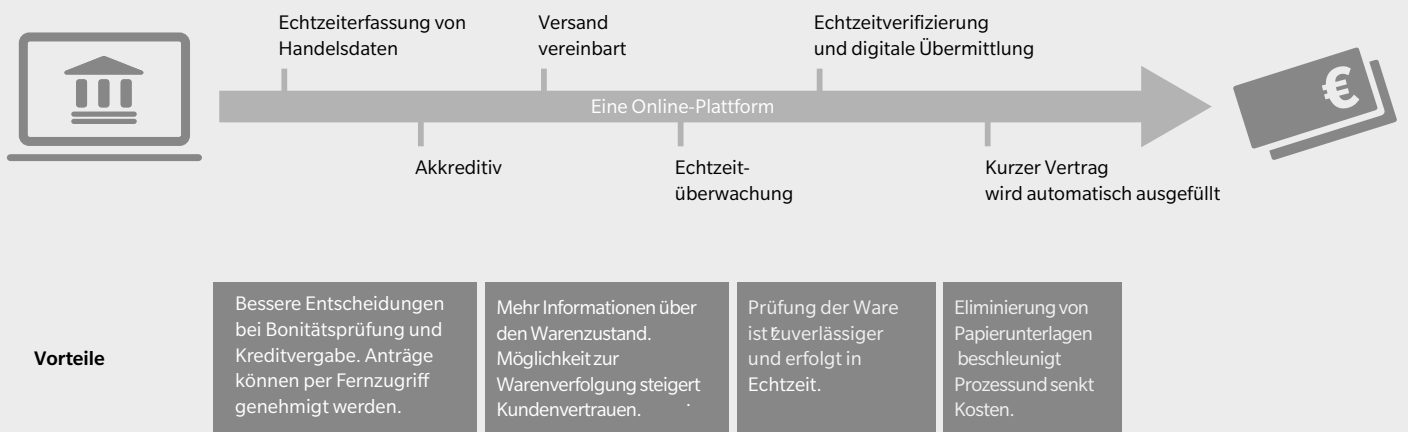 Echtzeiterfassung von
Handelsdaten
Versand
vereinbart
Echtzeitverifizierung
und digitale Übermittlung
€
Eine Online-Plattform
Akkreditiv
Echtzeit-
überwachung
Kurzer Vertrag
wird automatisch ausgefüllt
Vorteile
Bessere Entscheidungen
bei Bonitätsprüfung und
Kreditvergabe. Anträge
können per Fernzugriff
genehmigt werden.
Mehr Informationen über
den Warenzustand.
Möglichkeit zur
Warenverfolgung steigert
Kundenvertrauen.
Prüfung der Ware
ist zuverlässiger
und erfolgt in
Echtzeit.
Eliminierung von
Papierunterlagen
beschleunigt
Prozessund senkt
Kosten.